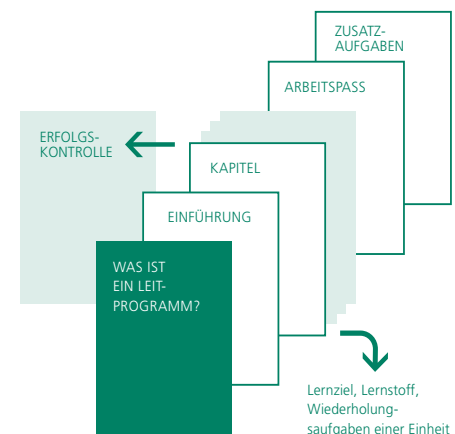 ZUSATZ-
AUFGABEN
ARBEITSPASS
ERFOLGS-
KONTROLLE
KAPITEL
EINFÜHRUNG
WAS IST
EIN LEIT-
PROGRAMM?
Lernziel, Lernstoff,
Wiederholung-
saufgaben einer Einheit